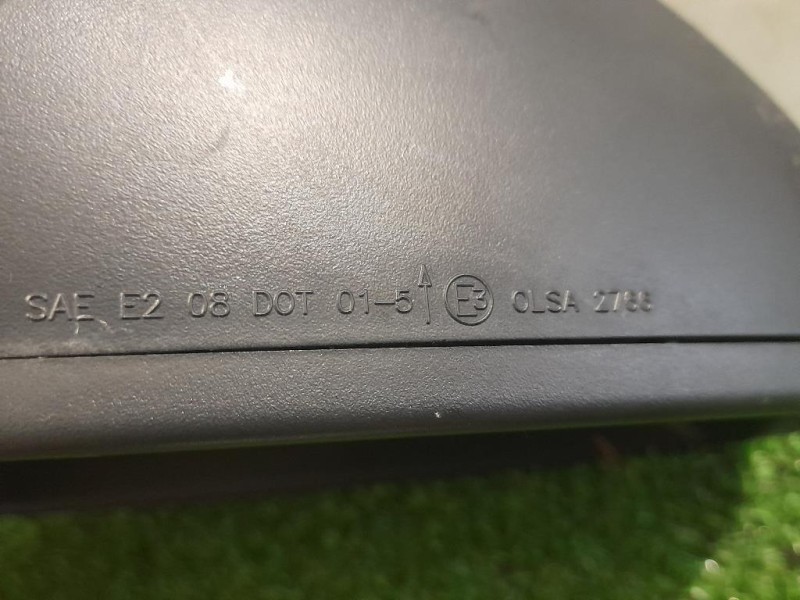 SAE E2 08 DOT 01-5 ↑ E3 OLSA